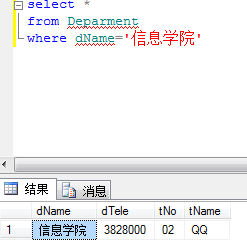 select *
from Deparment
where dName='信息学院'
结果 消息
dName dTele tNo tName
1 信息学院 3828000 02 QQ